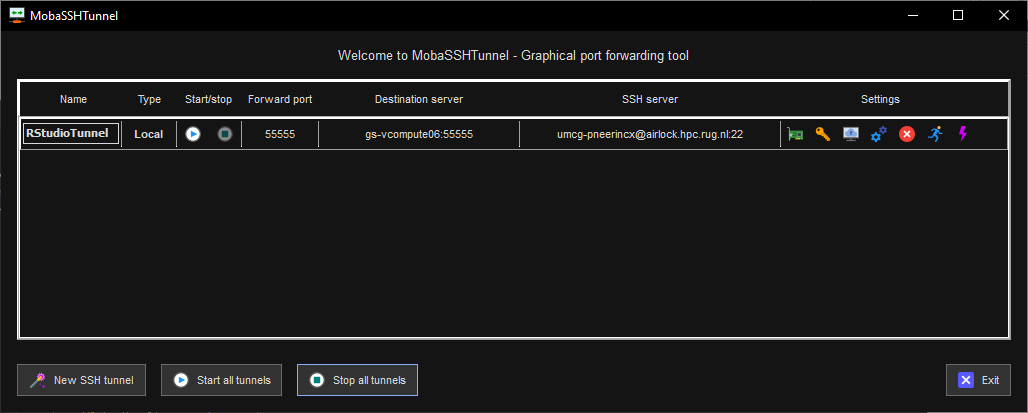 MobaSSHTunnel
Welcome to MobaSSHTunnel - Graphical port forwarding tool
Name Type Start/stop Forward port Destination server SSH server Settings
RStudioTunnel Local 55555 gs-vcompute06:55555 umcg-pneerincx@airlock.hpc.rug.nl:22
New SSH tunnel Start all tunnels Stop all tunnels Exit